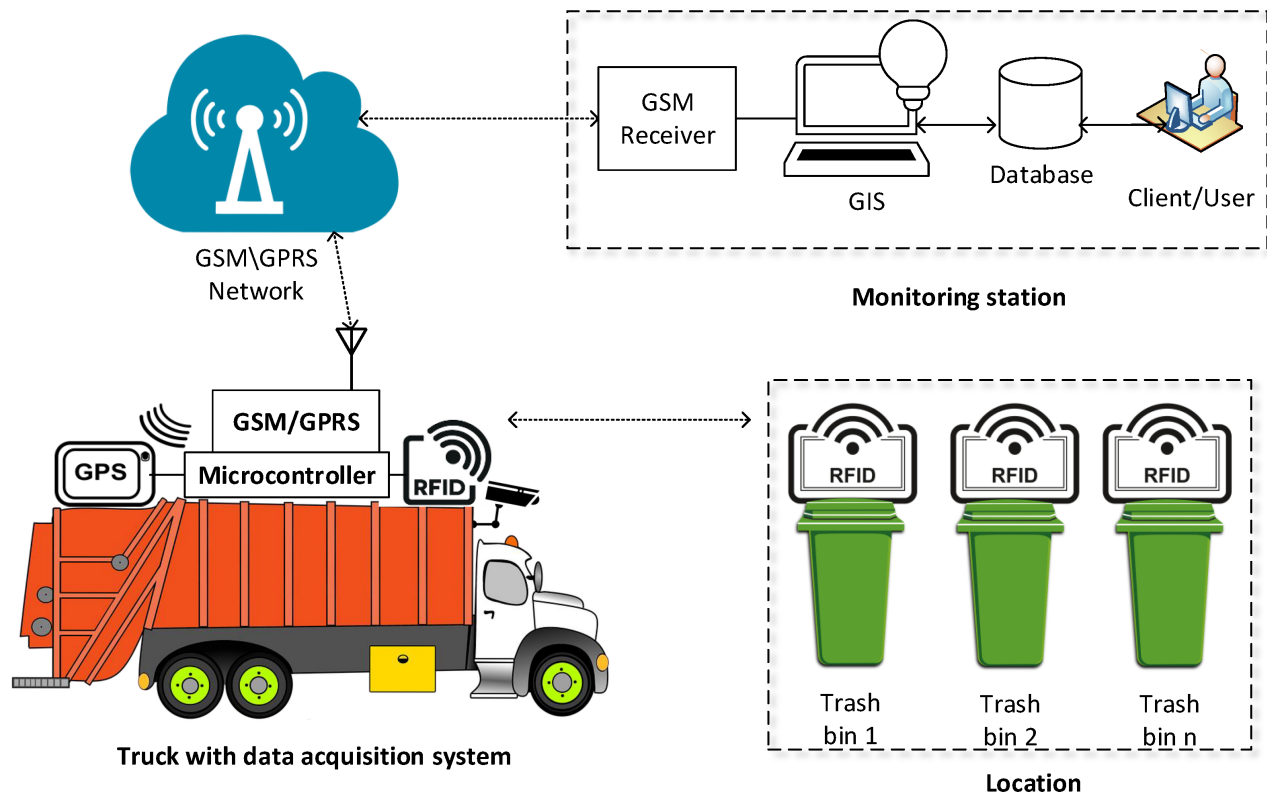 GSM
Receiver
GIS
Database
Client/User
GSM\GPRS
Network
Monitoring station
GSM/GPRS
GPS
Microcontroller
RFID
RFID
RFID
RFID
Trash
bin 1
Trash
bin 2
Trash
bin n
Truck with data acquisition system
Location